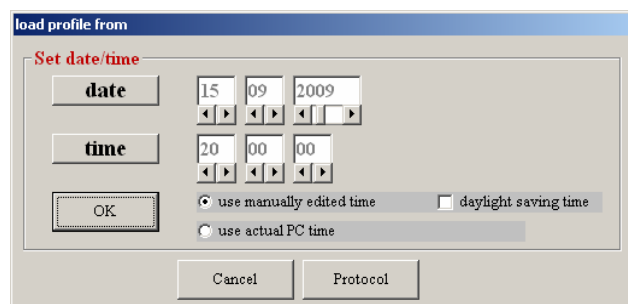 load profile from
Set date/time
date 15 09 2009
time 20 00 00
OK use manually edited time daylight saving time
use actual PC time
Cancel Protocol